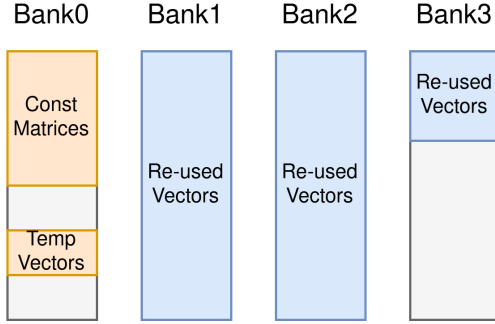 Bank0 Bank1 Bank2 Bank3
Const
Matrices
Temp
Vectors
Re-used
Vectors
Re-used
Vectors
Re-used
Vectors